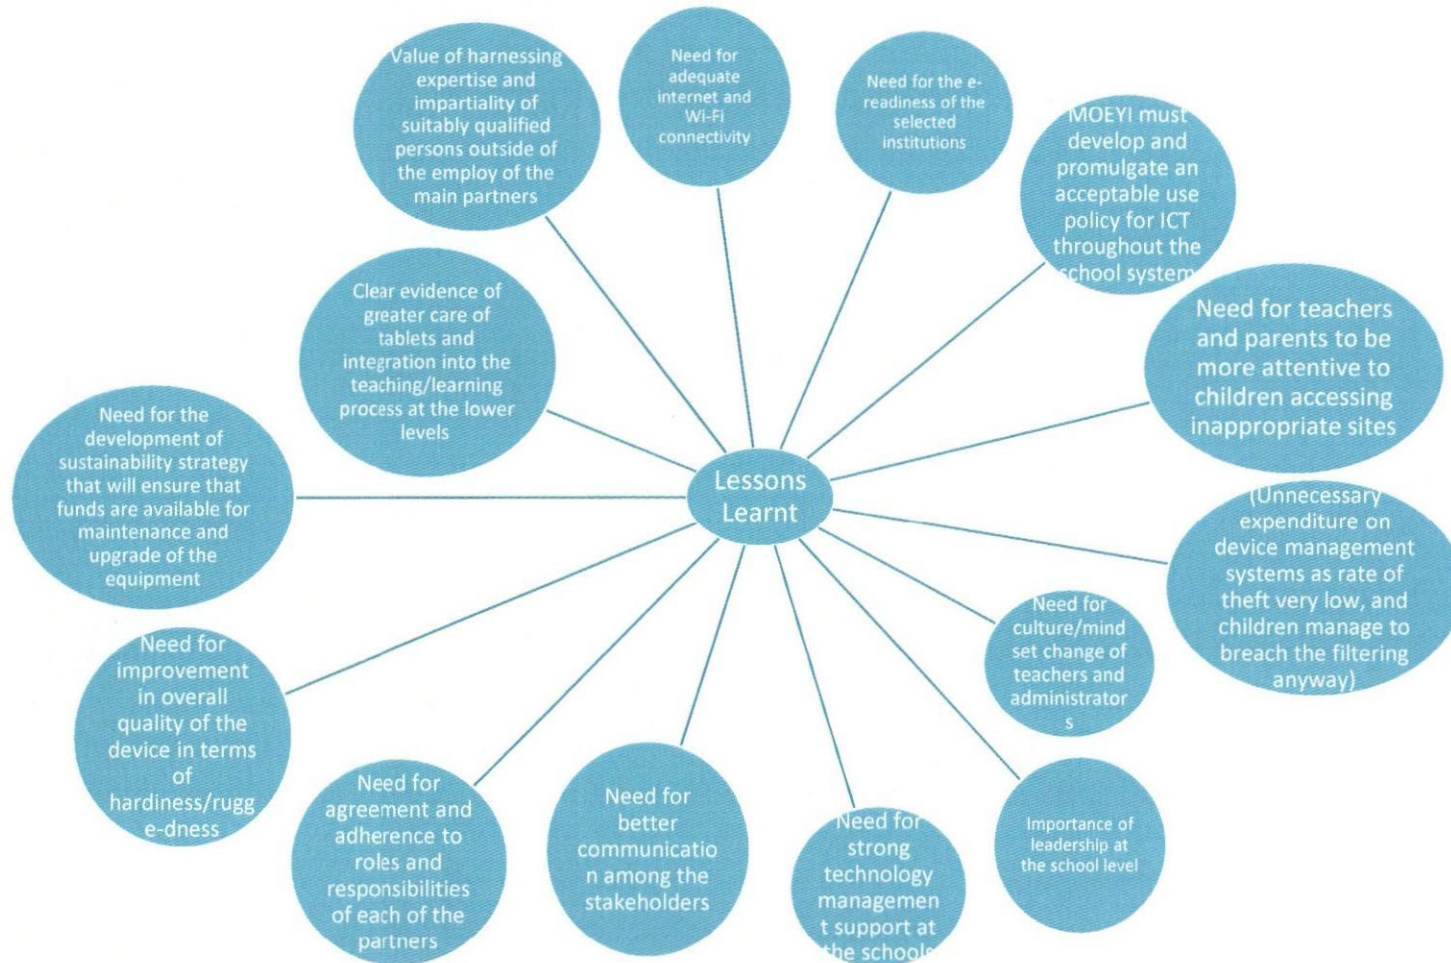 Lessons
Learnt
Need for
adequate
internet and
Wi-Fi
connectivity
Need for the e-
readiness of the
selected
institutions
MOEYI must
develop and
promulgate an
acceptable use
policy for ICT
throughout the
school system
Need for teachers
and parents to be
more attentive to
children accessing
inappropriate sites
(Unnecessary
expenditure on
device management
systems as rate of
theft very low, and
children manage to
breach the filtering
anyway)
Need for
culture/mind
set change of
teachers and
administrator
s
Importance of
leadership at
the school level
Need for
strong
technology
managemen
t support at
the schools
Need for
better
communicatio
n among the
stakeholders
Need for
agreement and
adherence to
roles and
responsibilities
of each of the
partners
Need for
improvement
in overall
quality of the
device in terms
of
hardiness/rugg
e-dness
Need for the
development of
sustainability strategy
that will ensure that
funds are available for
maintenance and
upgrade of the
equipment
Clear evidence of
greater care of
tablets and
integration into the
teaching/learning
process at the lower
levels
Value of harnessing
expertise and
impartiality of
suitably qualified
persons outside of
the employ of the
main partners